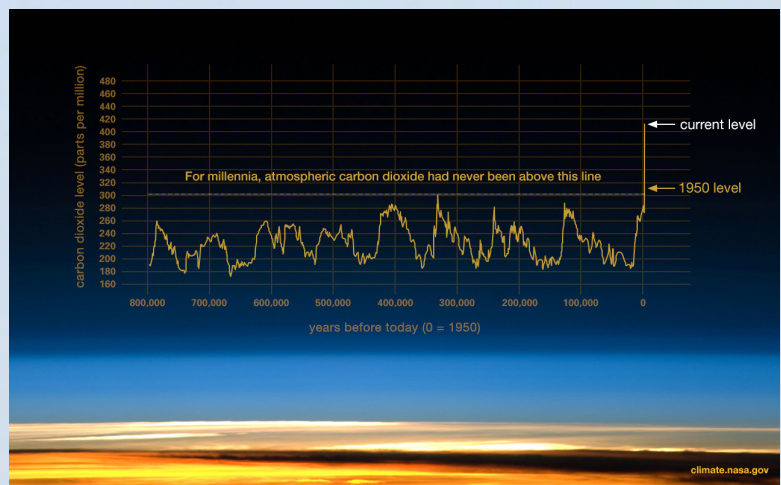 carbon dioxide level (parts per million)
480
460
440
420
400
380
360
340
320
300
280
260
240
220
200
180
160
For millennia, atmospheric carbon dioxide had never been above this line
current level
1950 level
800,000 700,000 600,000 500,000 400,000 300,000 200,000 100,000 0
years before today (0 = 1950)
climate.nasa.gov